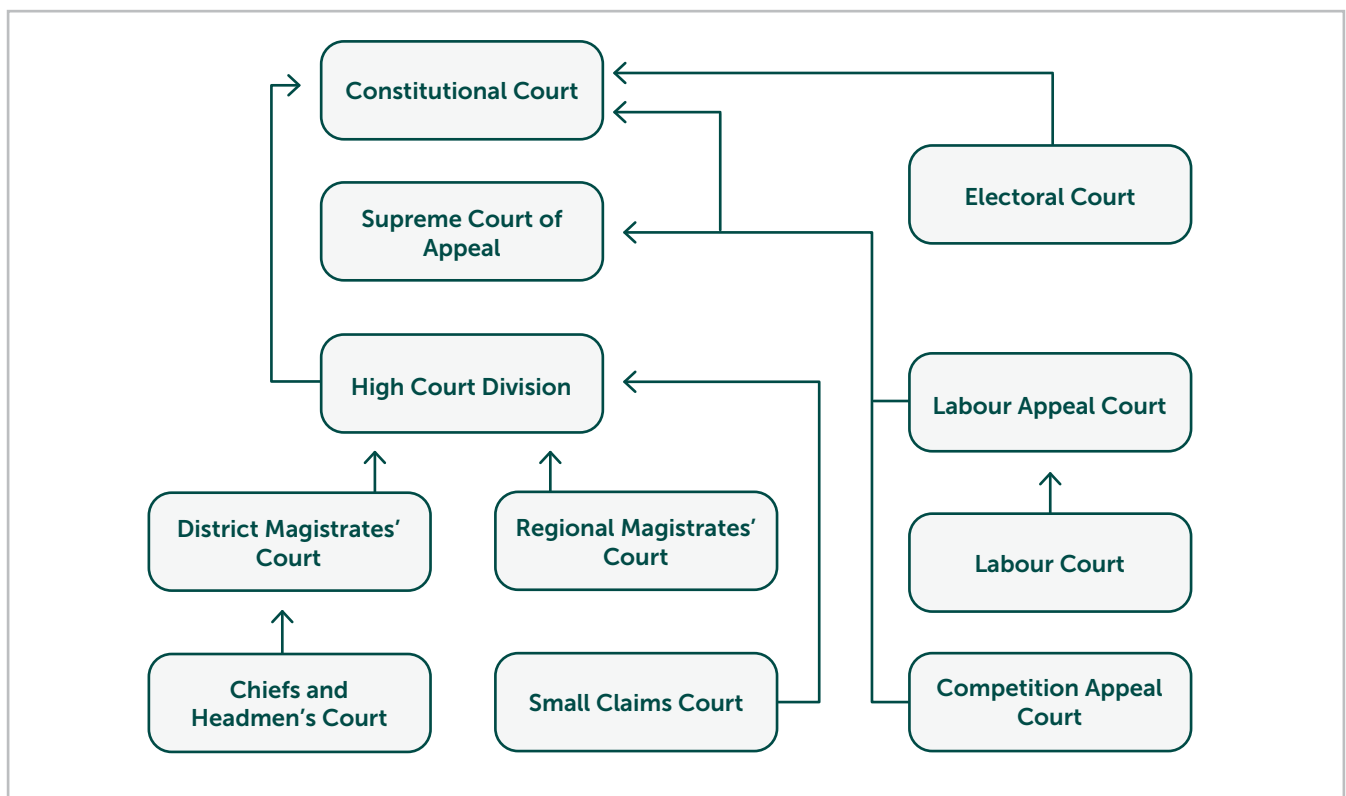 Constitutional Court
Electoral Court
Supreme Court of
Appeal
High Court Division
Labour Appeal Court
District Magistrates’
Court
Regional Magistrates’
Court
Labour Court
Chiefs and
Headmen’s Court
Small Claims Court
Competition Appeal
Court